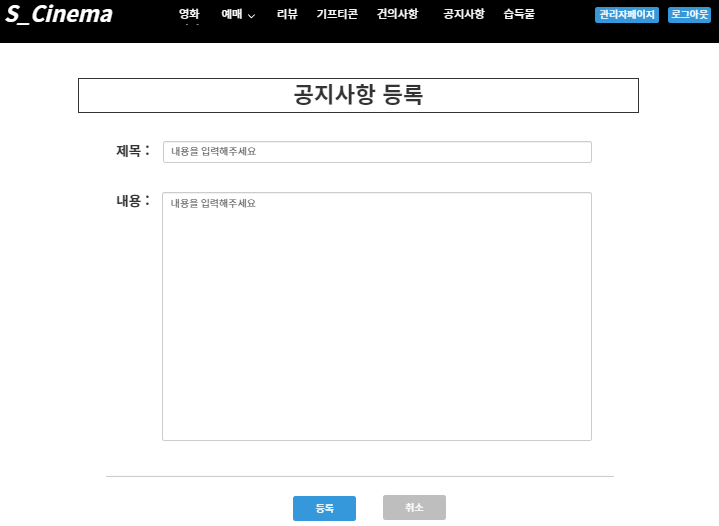 S_Cinema 영화 예매 리뷰 기프티콘 건의사항 공지사항 습득물 관리자페이지 로그아웃
공지사항 등록
제목 : 내용을 입력해주세요
내용 : 내용을 입력해주세요
등록 취소